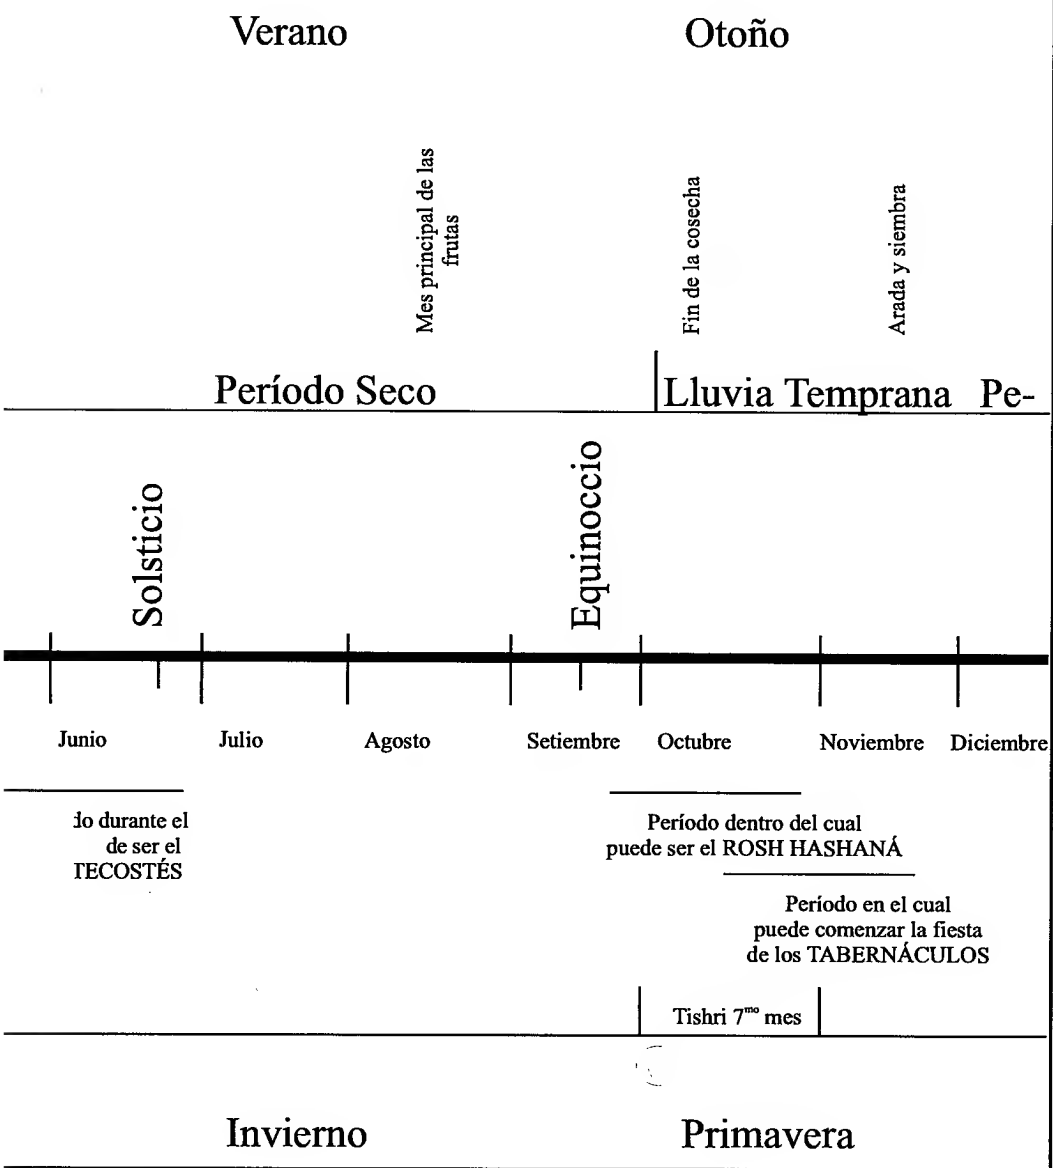 Verano Otoño
Mes principal de las
frutas
Fin de la cosecha
Arada y siembra
Período Seco Lluvia Temprana Pe-
Solsticio
Equinoccio
Junio Julio Agosto Setiembre Octubre Noviembre Diciembre
do durante el
de ser el
TECOSTÉS
Período dentro del cual
puede ser el ROSH HASHANÁ
Período en el cual
puede comenzar la fiesta
de los TABERNÁCULOS
Tishri 7mo mes
Invierno Primavera